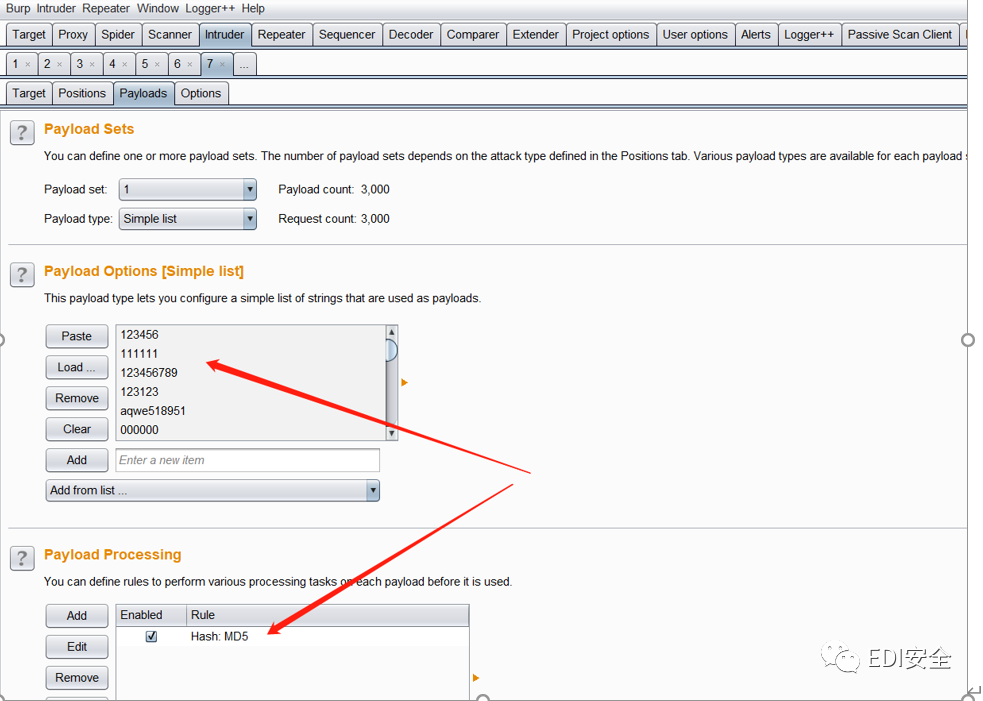 Burp Intruder Repeater Window Logger++ Help
Target Proxy Spider Scanner Intruder Repeater Sequencer Decoder Comparer Extender Project options User options Alerts Logger++ Passive Scan Client
1 × 2 × 3 × 4 × 5 × 6 × 7 × ...
Target Positions Payloads Options
? Payload Sets
You can define one or more payload sets. The number of payload sets depends on the attack type defined in the Positions tab. Various payload types are available for each payload
Payload set: 1 Payload count: 3,000
Payload type: Simple list Request count: 3,000
? Payload Options [Simple list]
This payload type lets you configure a simple list of strings that are used as payloads.
Paste
Load ...
Remove
Clear
123456
111111
123456789
123123
aqwe518951
000000
Add Enter a new item
Add from list ...
? Payload Processing
You can define rules to perform various processing tasks on each payload before it is used.
Add
Edit
Remove
Enabled Rule
Hash: MD5
EDI安全